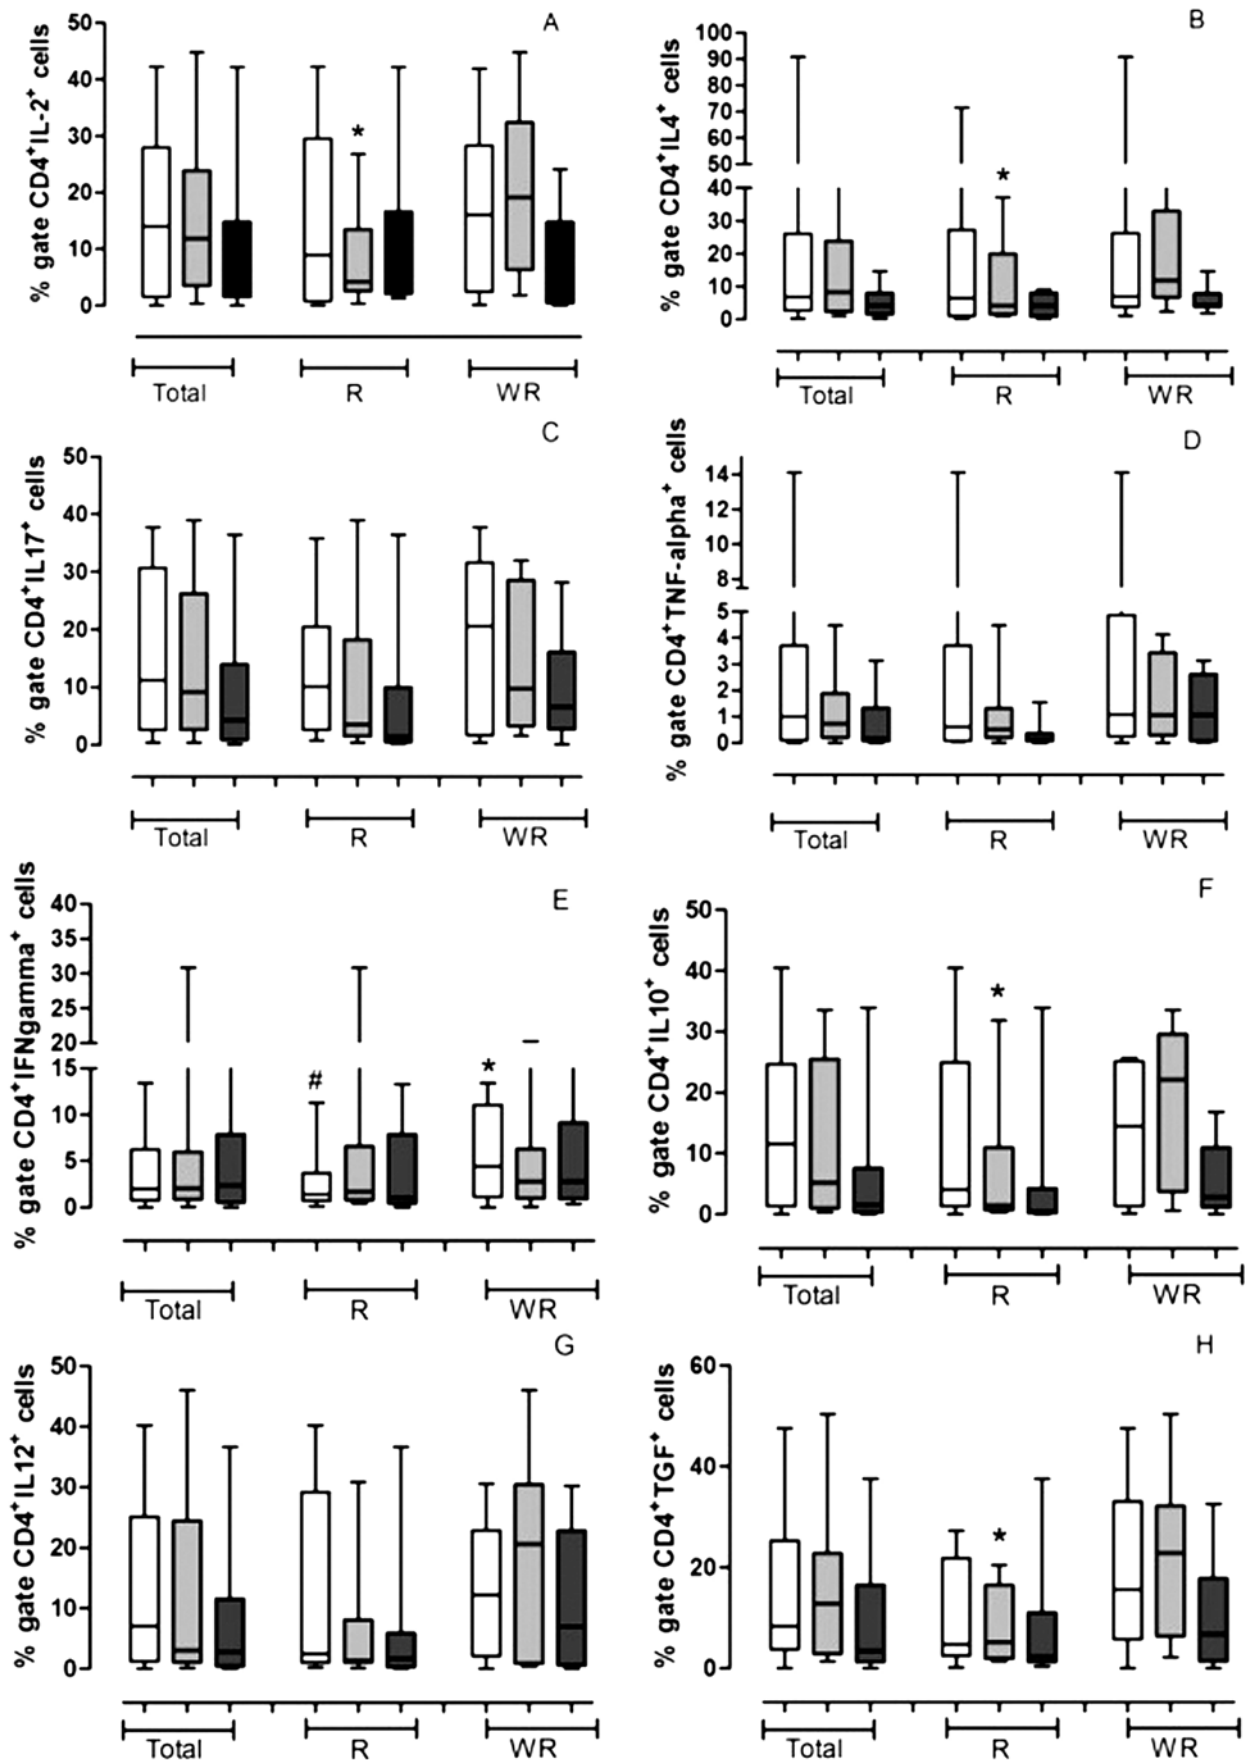 A
% gate CD4⁺IL-2⁺ cells
50
40
30
20
10
0
*
Total
R
WR
B
% gate CD4⁺IL4⁺ cells
100
90
80
70
60
50
40
30
20
10
0
*
Total
R
WR
C
% gate CD4⁺IL17⁺ cells
50
40
30
20
10
0
Total
R
WR
D
% gate CD4⁺TNF-alpha⁺ cells
14
12
10
8
5
4
3
2
1
0
Total
R
WR
E
% gate CD4⁺IFNgamma⁺ cells
40
35
30
25
20
15
10
5
0
#
*
Total
R
WR
F
% gate CD4⁺IL10⁺ cells
50
40
30
20
10
0
*
Total
R
WR
G
% gate CD4⁺IL12⁺ cells
50
40
30
20
10
0
Total
R
WR
H
% gate CD4⁺TGF⁺ cells
60
40
20
0
*
Total
R
WR